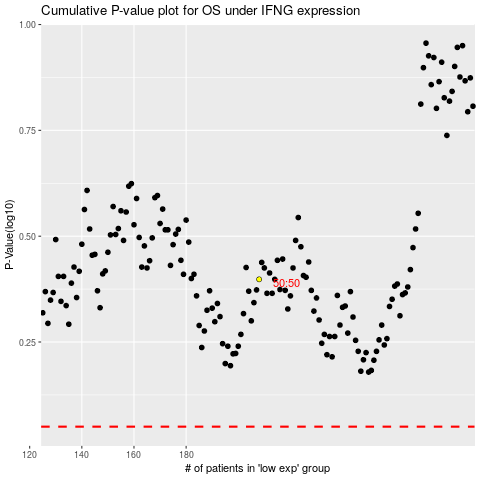 Cumulative P-value plot for OS under IFNG expression
1.00
0.75
0.50
0.25
P-Value(log10)
50:50
120 140 160 180
# of patients in 'low exp' group